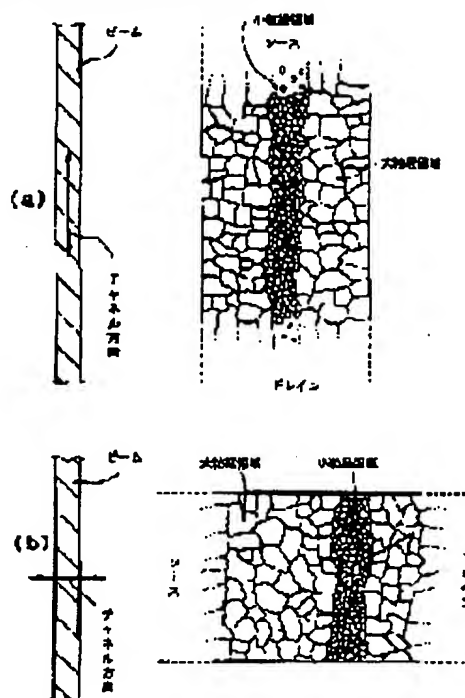 小粒径領域
ソース
ビーム
大粒径領域
(a)
チャネル方向
ドレイン
ビーム
大粒径領域
小粒径領域
(b)
ソース
チャネル方向